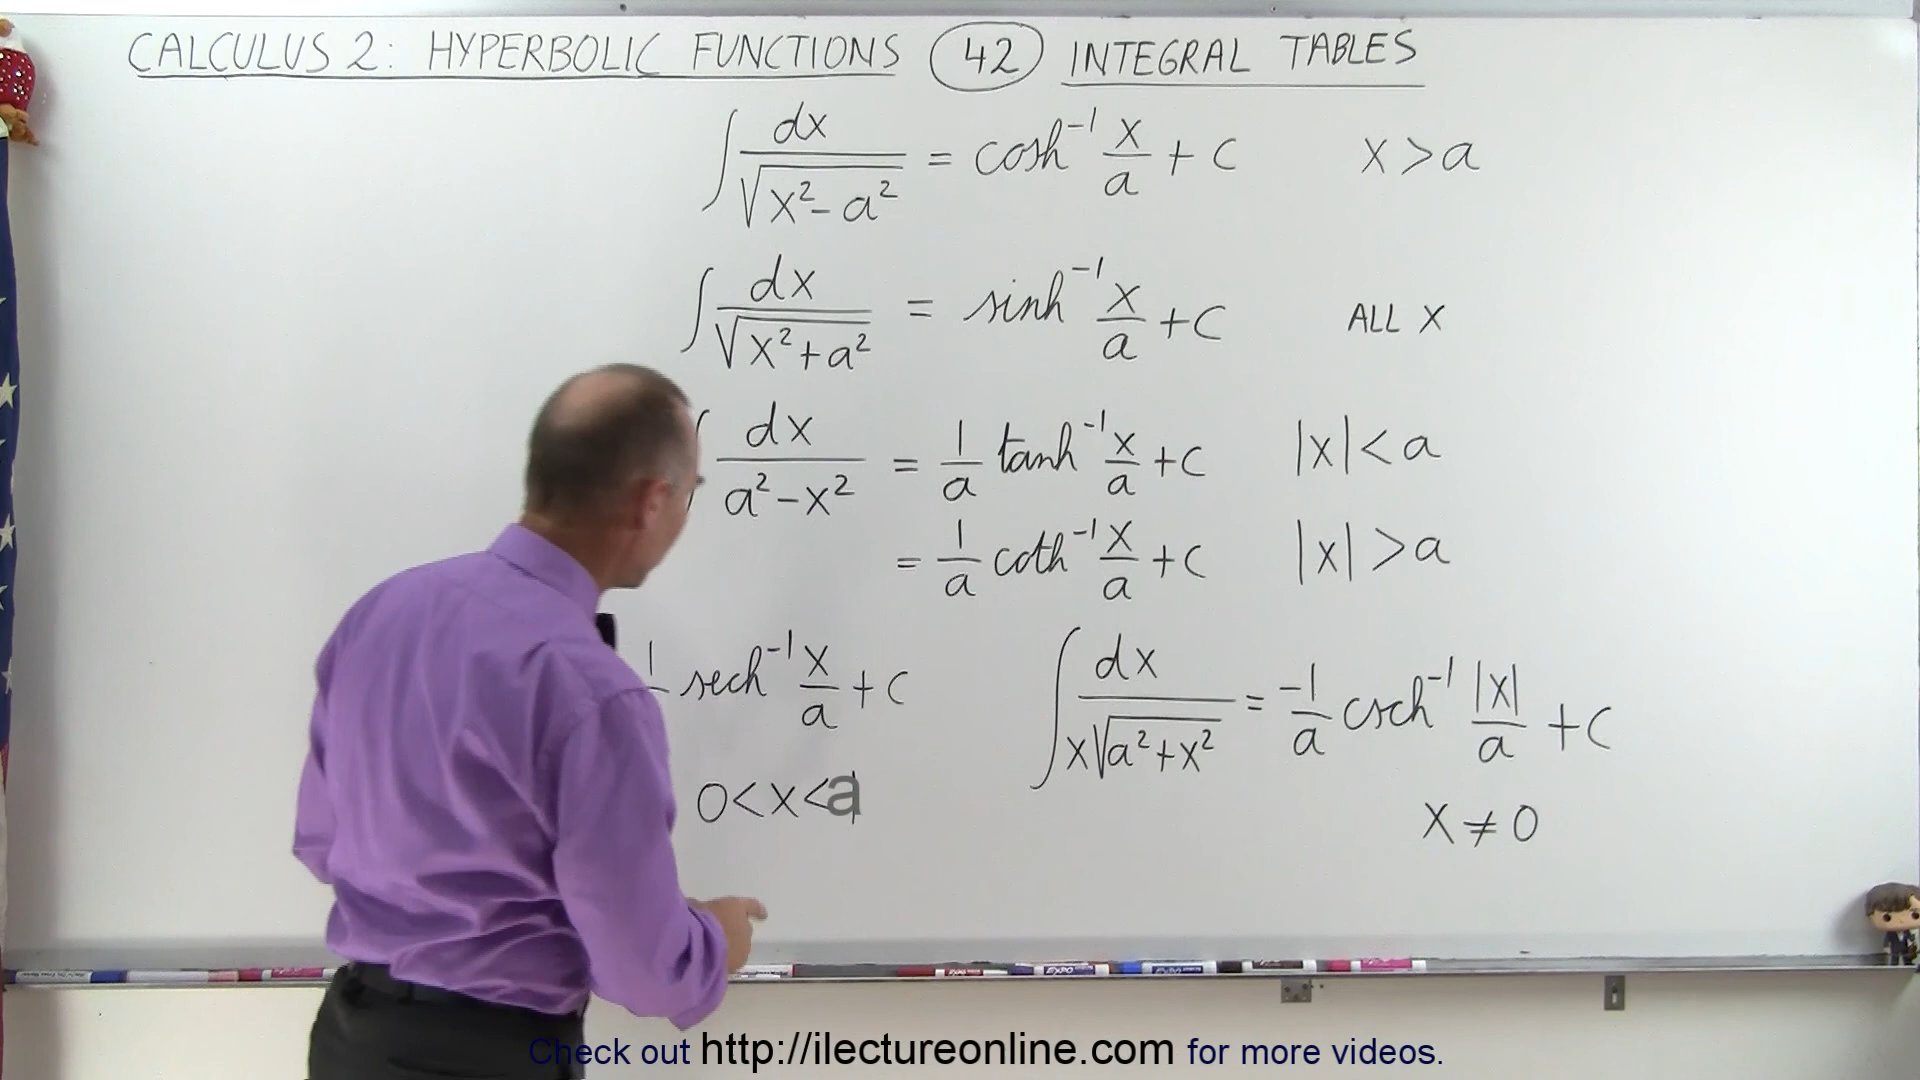 CALCULUS 2: HYPERBOLIC FUNCTIONS 42 INTEGRAL TABLES
∫ dx/√(x²-a²) = cosh⁻¹ x/a + C x > a
∫ dx/√(x²+a²) = sinh⁻¹ x/a + C ALL X
∫ dx/(a²-x²) = 1/a tanh⁻¹ x/a + C |x| < a
= 1/a coth⁻¹ x/a + C |x| > a
1/ sech⁻¹ x/a + C
0 < x < a
∫ dx/(x√(a²+x²)) = -1/a csch⁻¹ |x|/a + C
X ≠ 0
EXPO
Check out http://ilectureonline.com for more videos.